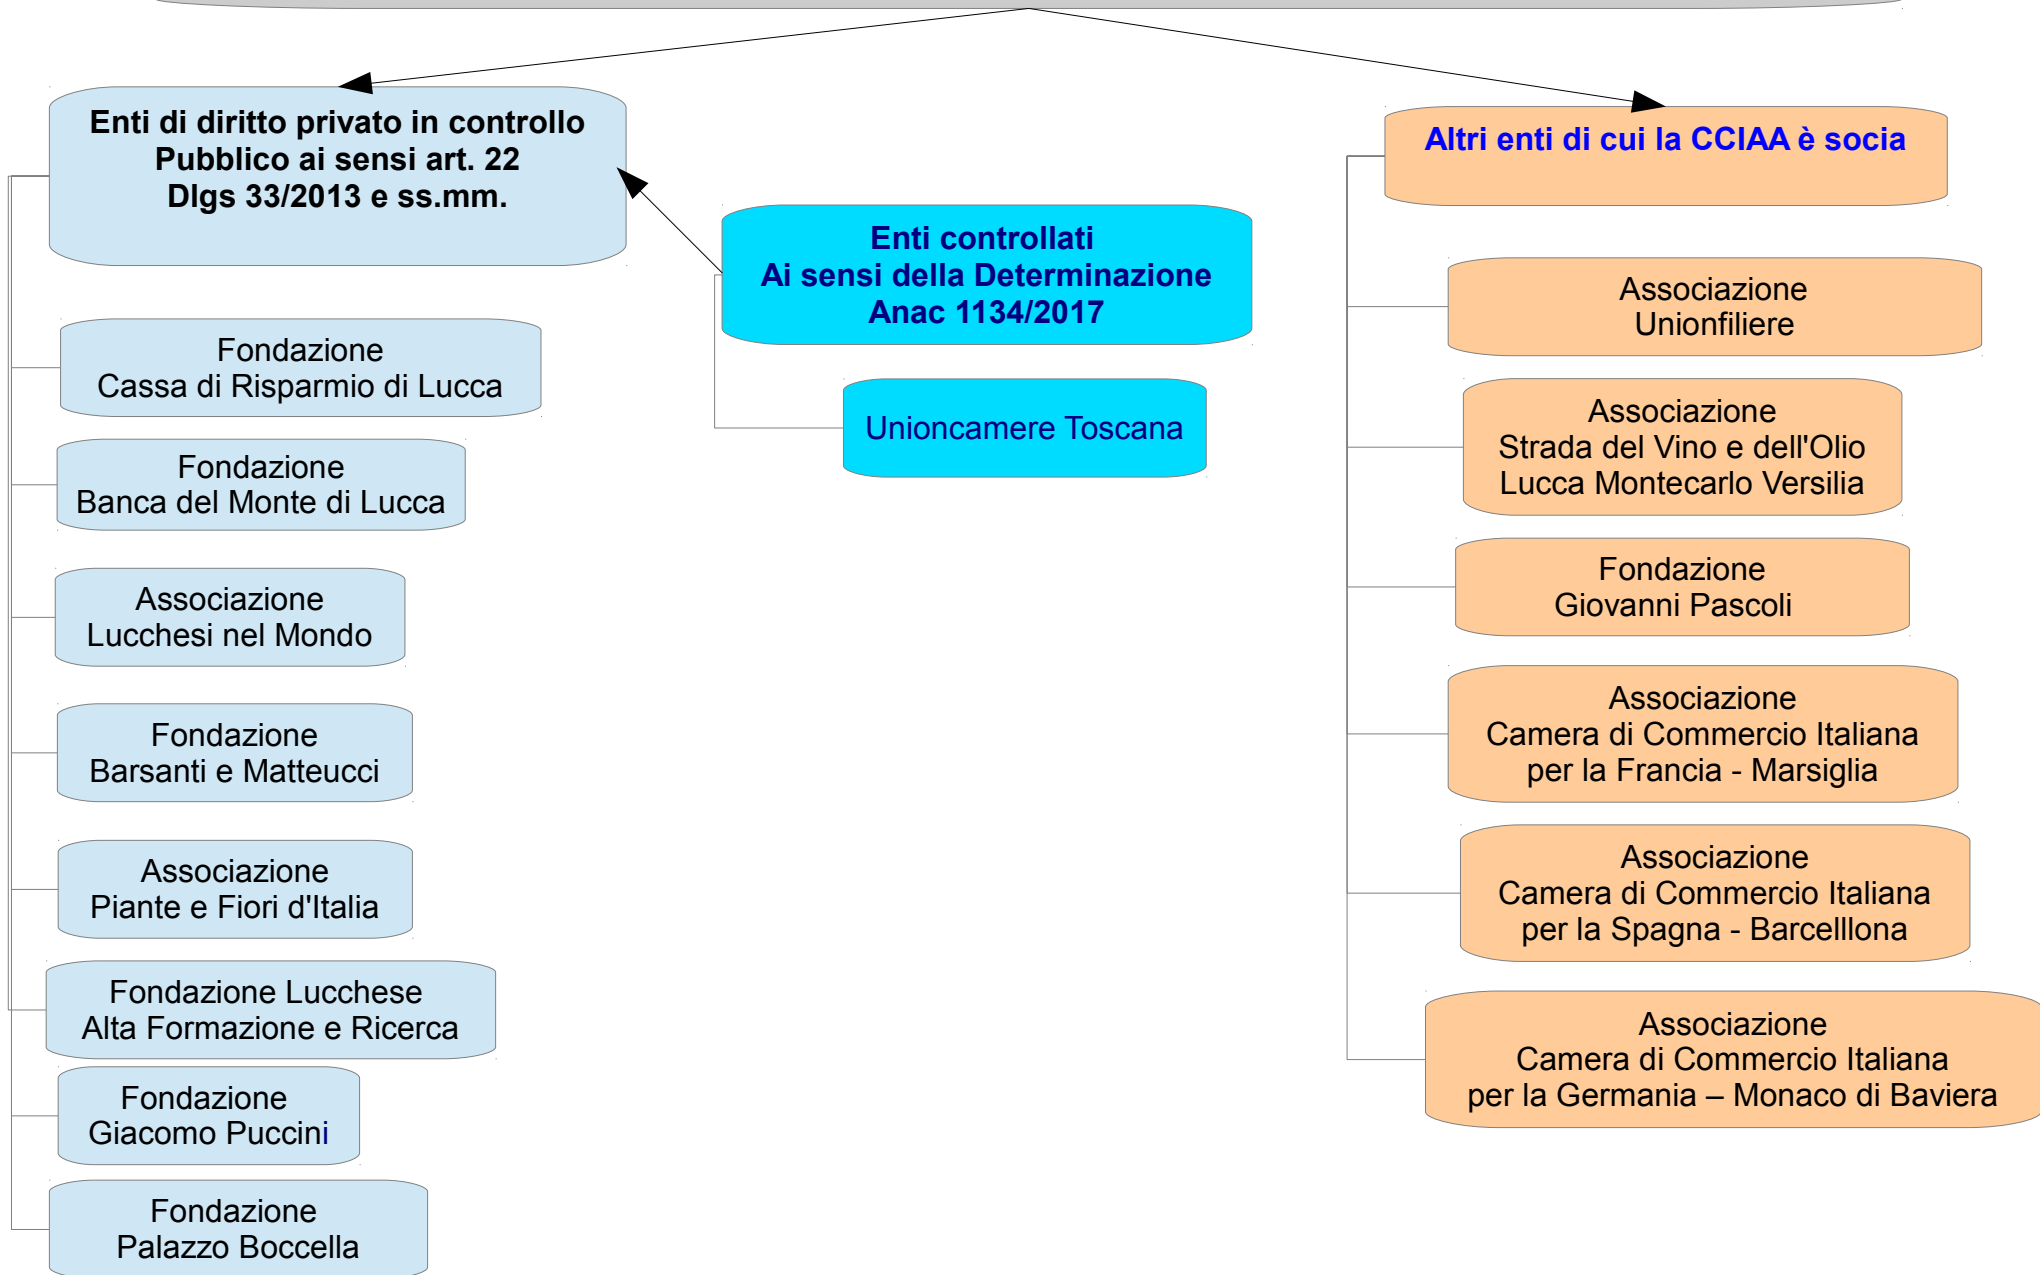 Enti di diritto privato in controllo
Pubblico ai sensi art. 22
Dlgs 33/2013 e ss.mm.
Fondazione
Cassa di Risparmio di Lucca
Fondazione
Banca del Monte di Lucca
Associazione
Lucchesi nel Mondo
Fondazione
Barsanti e Matteucci
Associazione
Piante e Fiori d'Italia
Fondazione Lucchese
Alta Formazione e Ricerca
Fondazione
Giacomo Puccini
Fondazione
Palazzo Boccella
Enti controllati
Ai sensi della Determinazione
Anac 1134/2017
Unioncamere Toscana
Altri enti di cui la CCIAA è socia
Associazione
Unionfiliere
Associazione
Strada del Vino e dell'Olio
Lucca Montecarlo Versilia
Fondazione
Giovanni Pascoli
Associazione
Camera di Commercio Italiana
per la Francia - Marsiglia
Associazione
Camera di Commercio Italiana
per la Spagna - Barcelllona
Associazione
Camera di Commercio Italiana
per la Germania – Monaco di Baviera